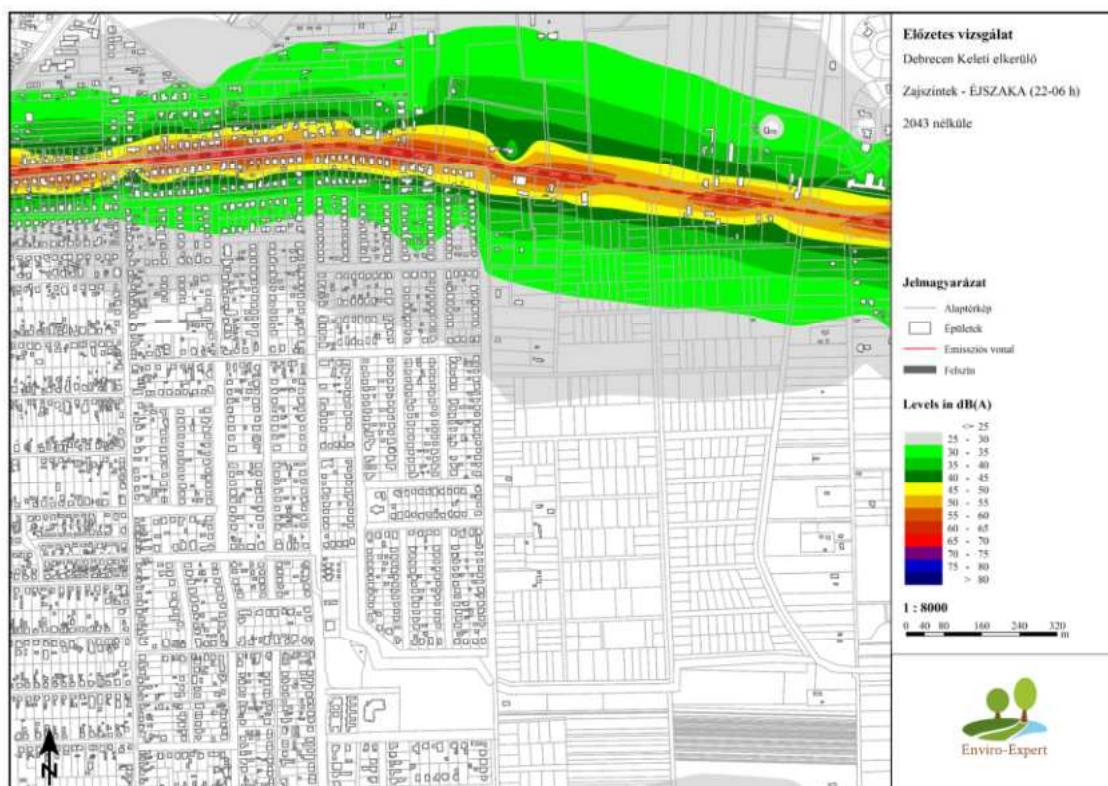 Előzetes vizsgálat
Debrecen Keleti elkerülő
Zajszintek - ÉJSZAKA (22-06 h)
2043 nélküle
Jelmagyarázat
Alaptérkép
Épületek
Emissziós vonal
Felszín
Levels in dB(A)
<= 25
25 - 30
30 - 35
35 - 40
40 - 45
45 - 50
50 - 55
55 - 60
60 - 65
65 - 70
70 - 75
75 - 80
> 80
1 : 8000
0 40 80 160 240 320
m
Enviro-Expert
N